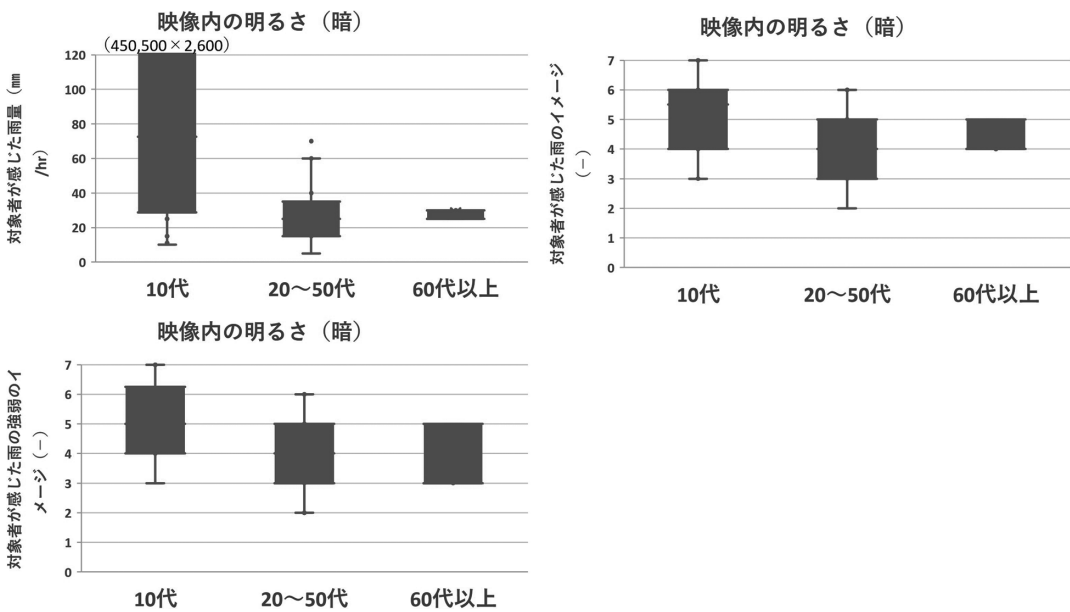 映像内の明るさ（暗）
（450,500×2,600）
対象者が感じた雨量（㎜
/hr）
120
100
80
60
40
20
0
10代
20～50代
60代以上
映像内の明るさ（暗）
対象者が感じた雨のイメージ
（－）
7
6
5
4
3
2
1
0
10代
20～50代
60代以上
映像内の明るさ（暗）
対象者が感じた雨の強弱のイ
メージ（－）
7
6
5
4
3
2
1
0
10代
20～50代
60代以上